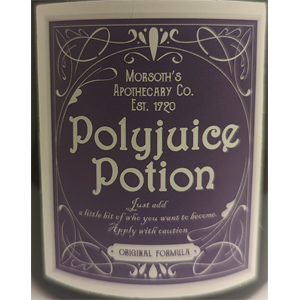 Morsoth's
Apothecary Co.
Est. 1920
Polyjuice
Potion
Just add
a little bit of who you want to become.
Apply with caution
• ORIGINAL FORMULA •